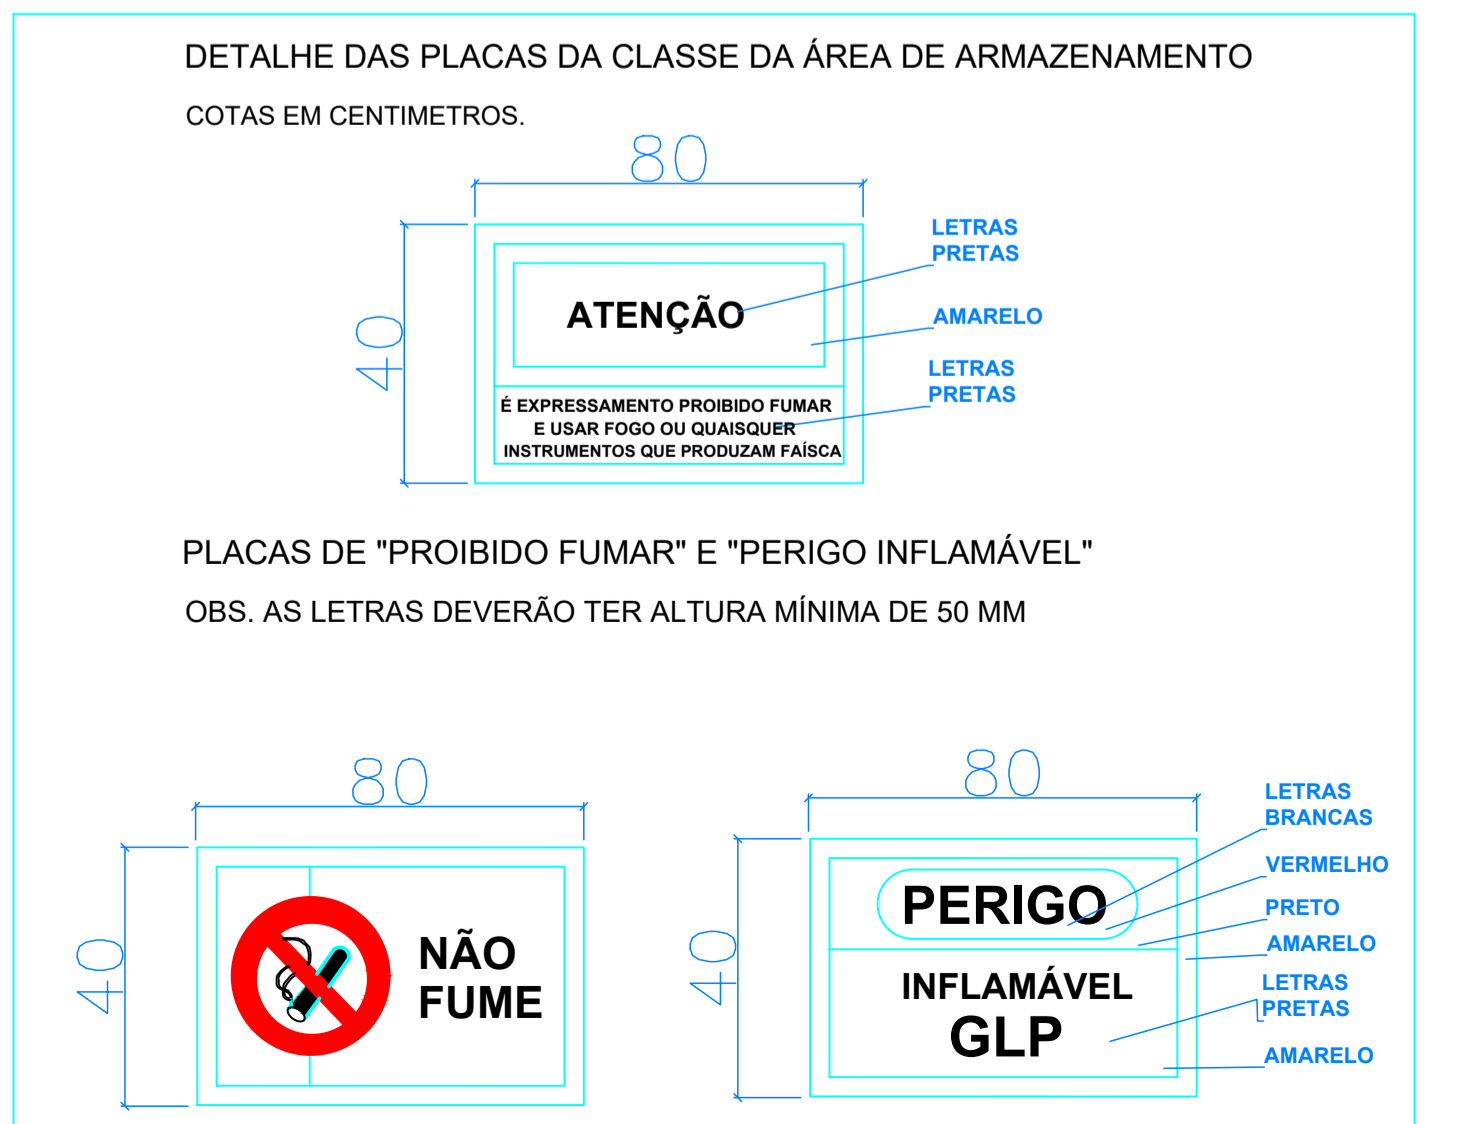 DETALHE DAS PLACAS DA CLASSE DA ÁREA DE ARMAZENAMENTO
COTAS EM CENTIMETROS.
80
40
LETRAS
PRETAS
ATENÇÃO
AMARELO
LETRAS
PRETAS
É EXPRESSAMENTO PROIBIDO FUMAR
E USAR FOGO OU QUAISQUER
INSTRUMENTOS QUE PRODUZAM FAÍSCA
PLACAS DE "PROIBIDO FUMAR" E "PERIGO INFLAMÁVEL"
OBS. AS LETRAS DEVERÃO TER ALTURA MÍNIMA DE 50 MM
80
40
NÃO
FUME
80
40
PERIGO
INFLAMÁVEL
GLP
LETRAS
BRANCAS
VERMELHO
PRETO
AMARELO
LETRAS
PRETAS
AMARELO